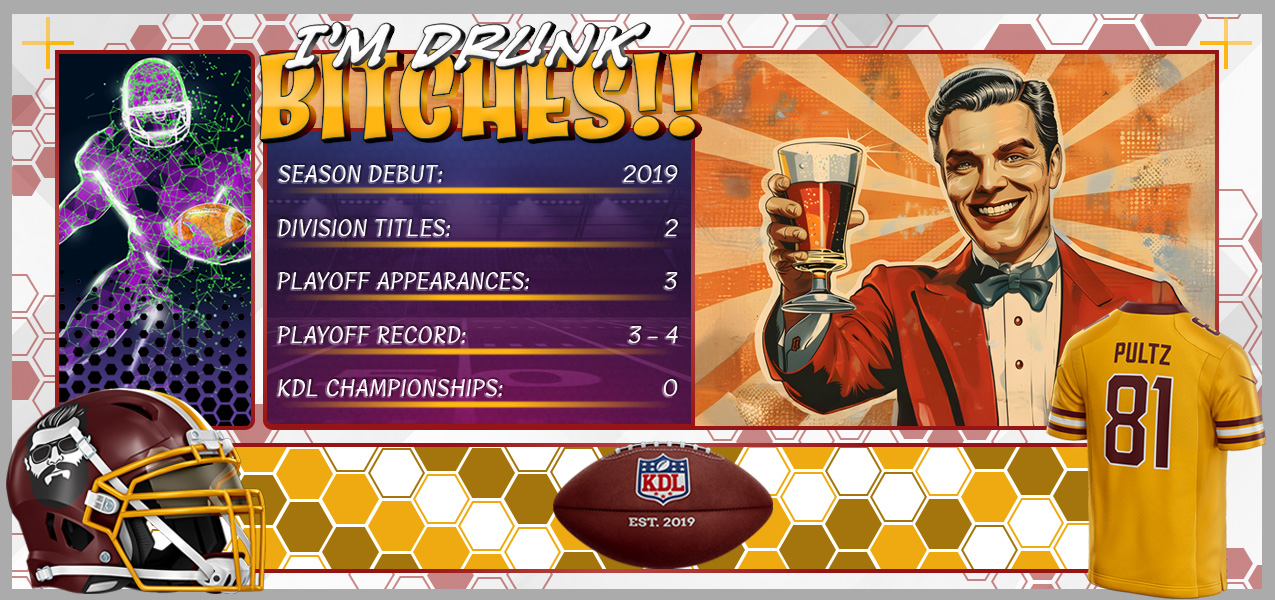 I'M DRUNK
BITCHES!!
SEASON DEBUT: 2019
DIVISION TITLES: 2
PLAYOFF APPEARANCES: 3
PLAYOFF RECORD: 3 – 4
KDL CHAMPIONSHIPS: 0
PULTZ
81
KDL
EST. 2019